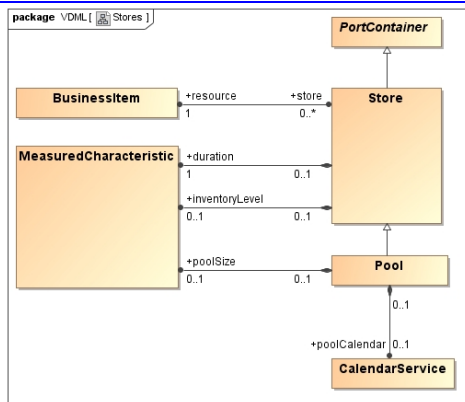 package VDML [ Stores ]
PortContainer
BusinessItem
+resource
+store
1
0..*
Store
MeasuredCharacteristic
+duration
1
0..1
+inventoryLevel
0..1
0..1
+poolSize
0..1
0..1
Pool
0..1
+poolCalendar
0..1
CalendarService